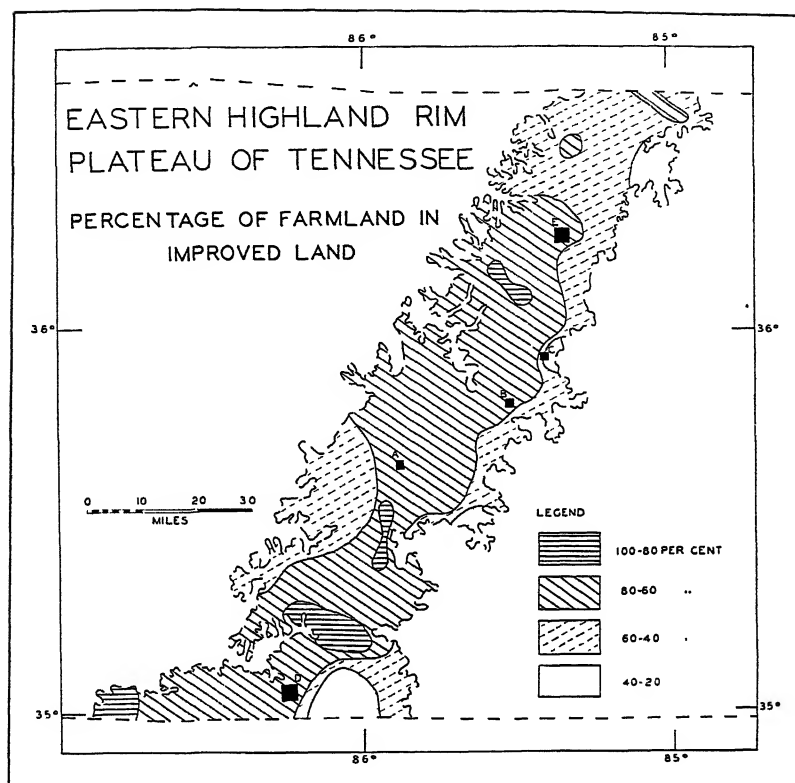 86°
85°
EASTERN HIGHLAND RIM
PLATEAU OF TENNESSEE
PERCENTAGE OF FARMLAND IN
IMPROVED LAND
E
36°
36°
B
A
0 10 20 30
MILES
LEGEND
100-80 PER CENT
80-60 "
60-40 '
40-20
D
35°
35°
86°
85°